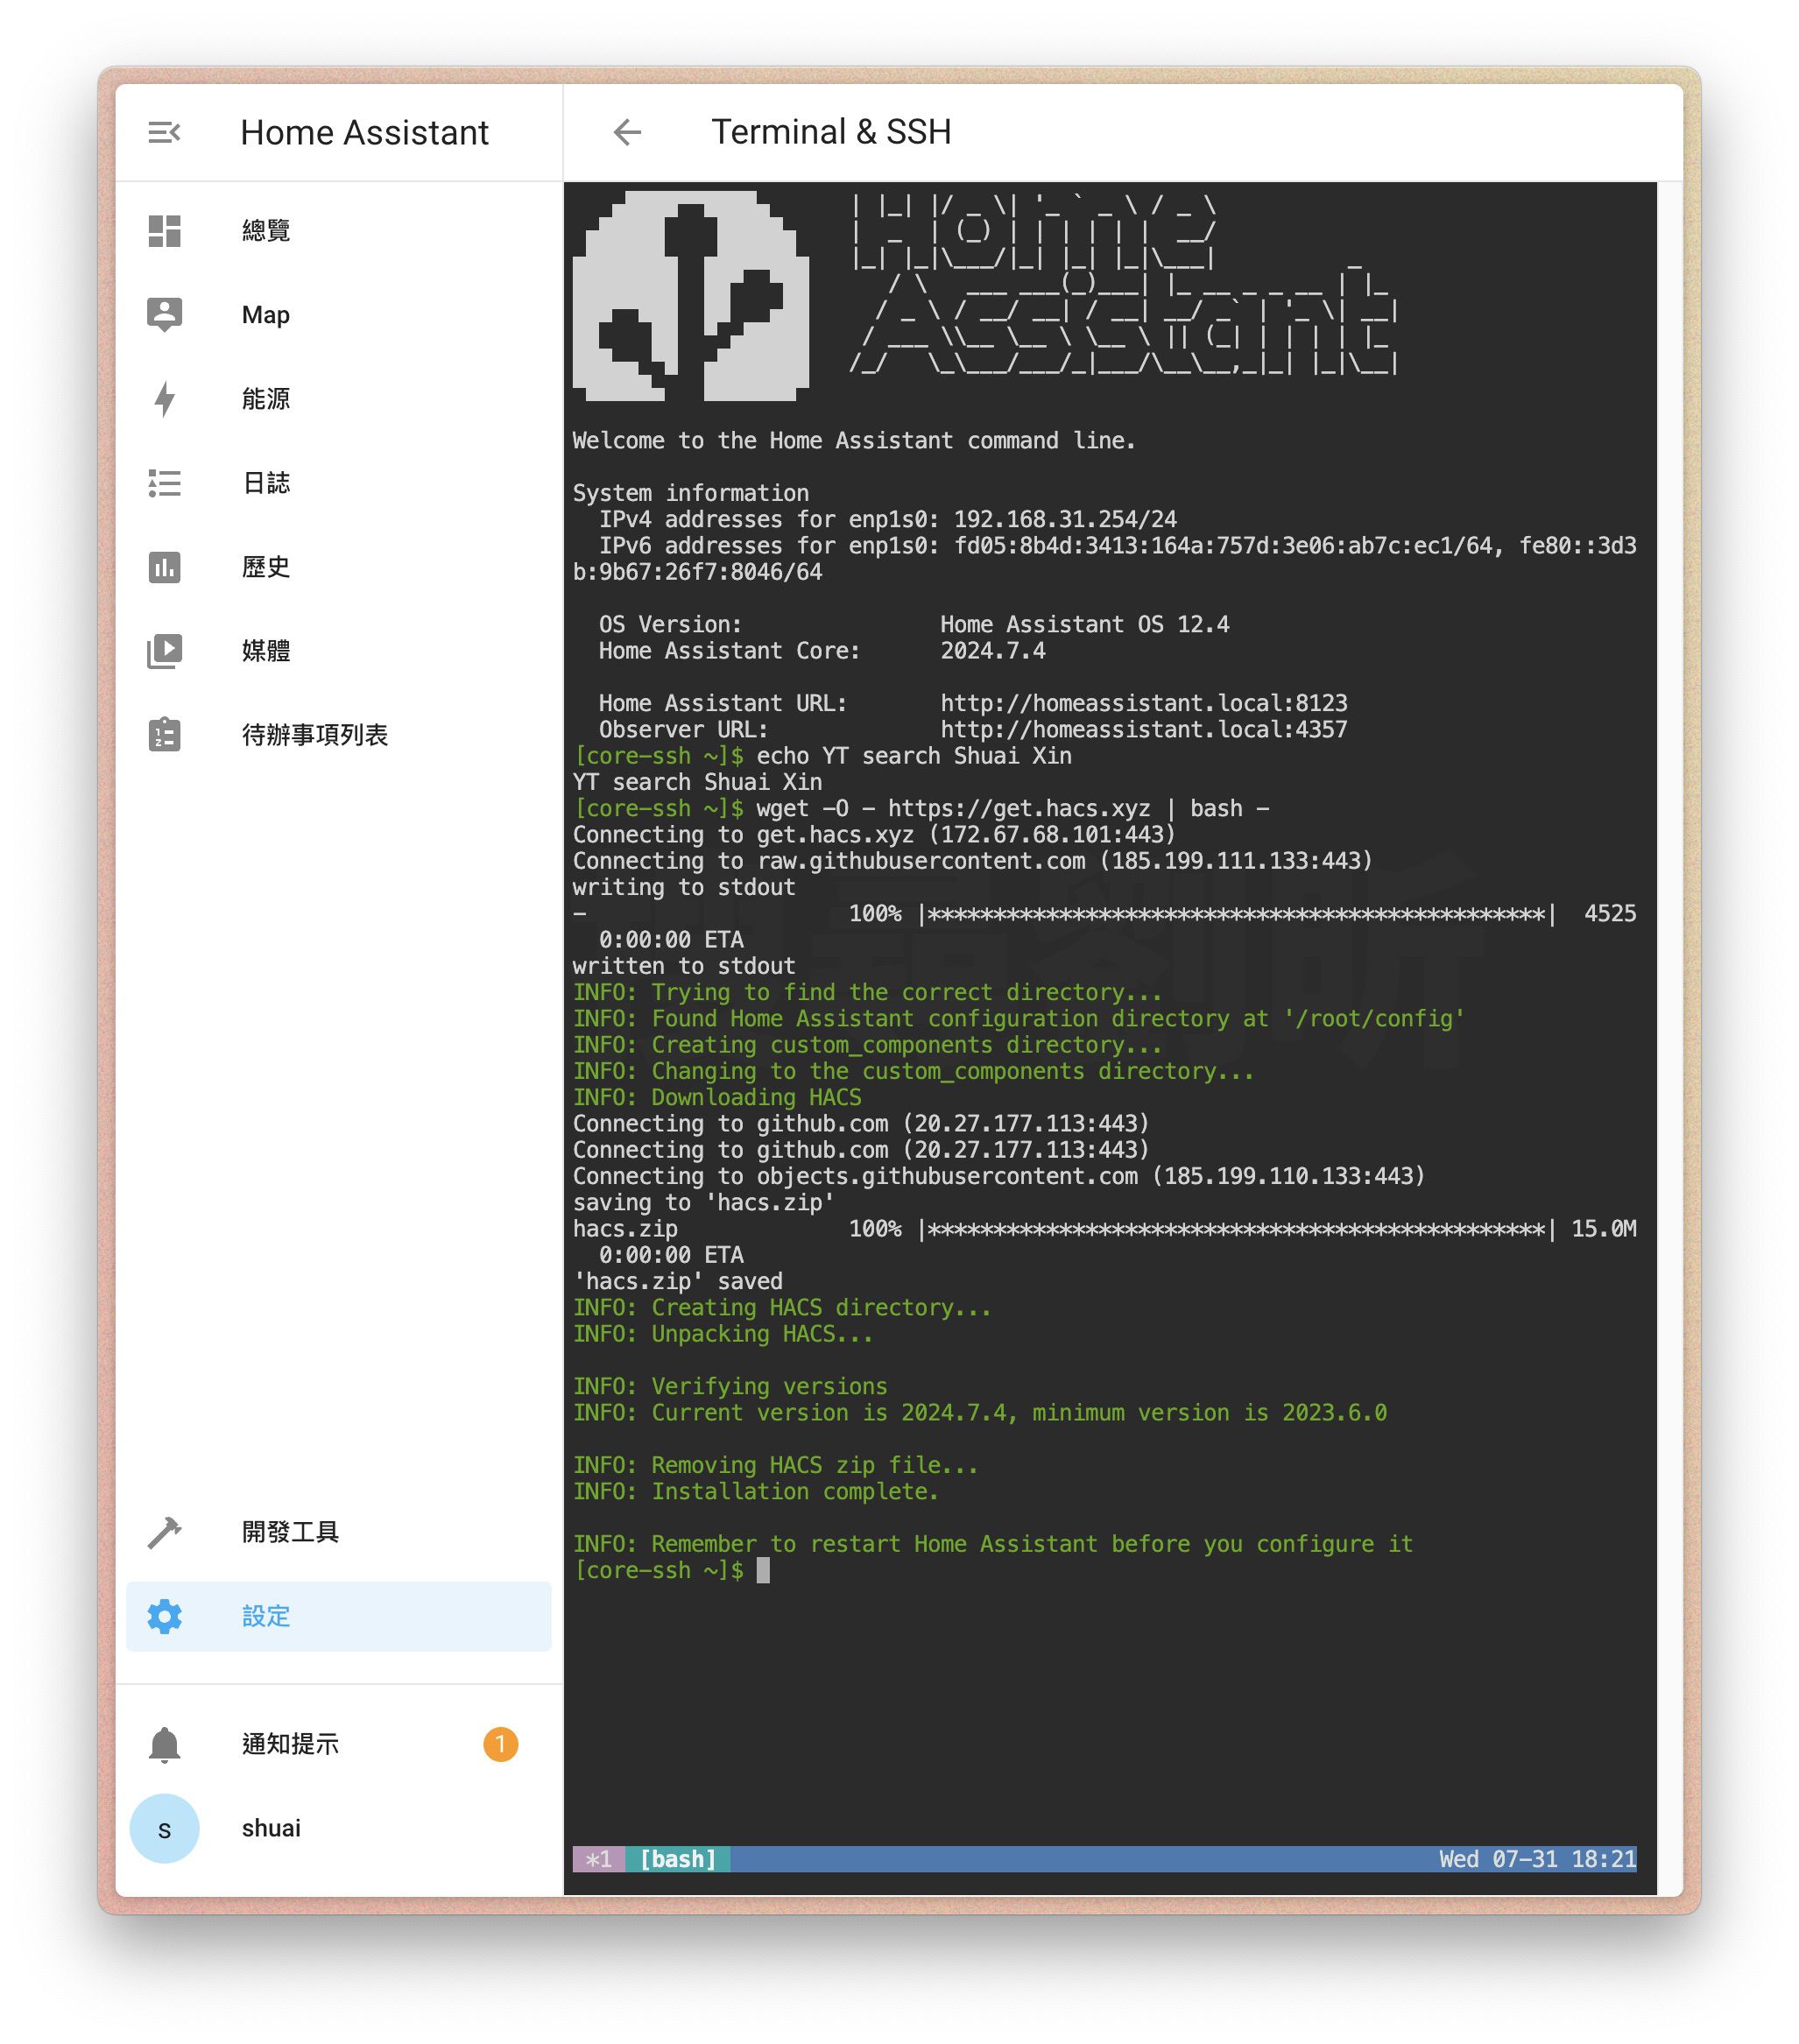 Home Assistant
Terminal & SSH
總覽
Map
能源
日誌
歷史
媒體
待辦事項列表
開發工具
設定
通知提示
1
s
shuai
Home
Assistant
Welcome to the Home Assistant command line.
System information
IPv4 addresses for enp1s0: 192.168.31.254/24
IPv6 addresses for enp1s0: fd05:8b4d:3413:164a:757d:3e06:ab7c:ec1/64, fe80::3d3
b:9b67:26f7:8046/64
OS Version: Home Assistant OS 12.4
Home Assistant Core: 2024.7.4
Home Assistant URL: http://homeassistant.local:8123
Observer URL: http://homeassistant.local:4357
[core-ssh ~]$ echo YT search Shuai Xin
YT search Shuai Xin
[core-ssh ~]$ wget -O - https://get.hacs.xyz | bash -
Connecting to get.hacs.xyz (172.67.68.101:443)
Connecting to raw.githubusercontent.com (185.199.111.133:443)
writing to stdout
- 100% |***********************************************| 4525
0:00:00 ETA
written to stdout
INFO: Trying to find the correct directory...
INFO: Found Home Assistant configuration directory at '/root/config'
INFO: Creating custom_components directory...
INFO: Changing to the custom_components directory...
INFO: Downloading HACS
Connecting to github.com (20.27.177.113:443)
Connecting to github.com (20.27.177.113:443)
Connecting to objects.githubusercontent.com (185.199.110.133:443)
saving to 'hacs.zip'
hacs.zip 100% |***********************************************| 15.0M
0:00:00 ETA
'hacs.zip' saved
INFO: Creating HACS directory...
INFO: Unpacking HACS...
INFO: Verifying versions
INFO: Current version is 2024.7.4, minimum version is 2023.6.0
INFO: Removing HACS zip file...
INFO: Installation complete.
INFO: Remember to restart Home Assistant before you configure it
[core-ssh ~]$
*1 [bash] Wed 07-31 18:21